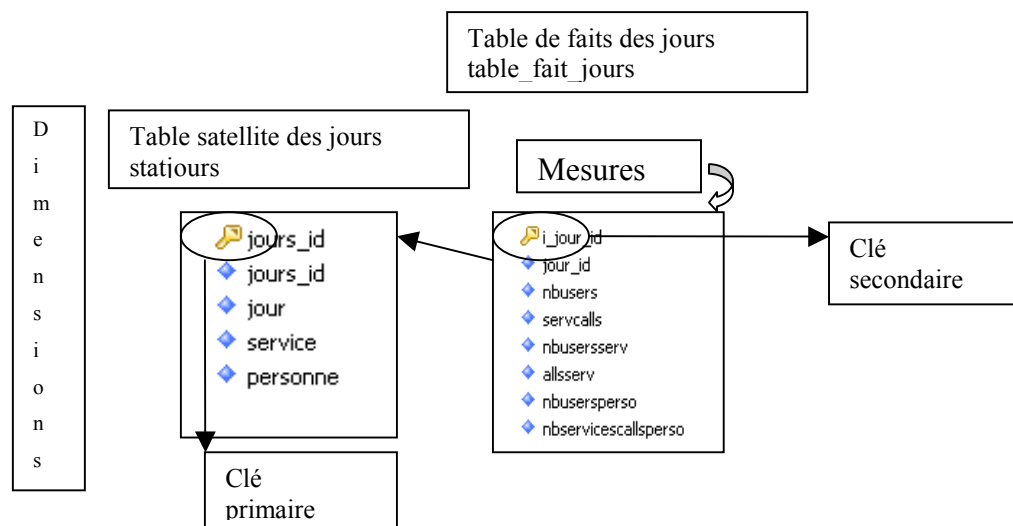 Table de faits des jours
table_fait_jours
D
i
m
e
n
s
i
o
n
s
Table satellite des jours
statjours
Mesures
jours_id
jours_id
jour
service
personne
i_jour_id
jour_id
nbusers
servcalls
nbusersserv
allsserv
nbusersperso
nbservicescallsperso
Clé
secondaire
Clé
primaire